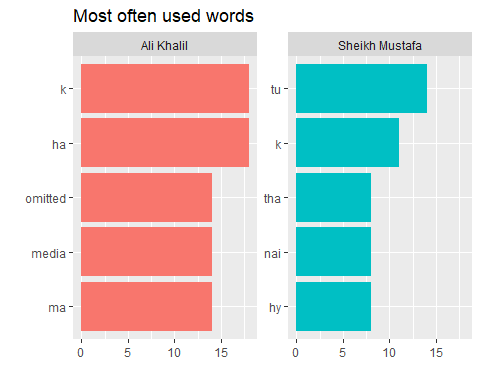 Most often used words
Ali Khalil
k
ha
omitted
media
ma
0 5 10 15
Sheikh Mustafa
tu
k
tha
nai
hy
0 5 10 15